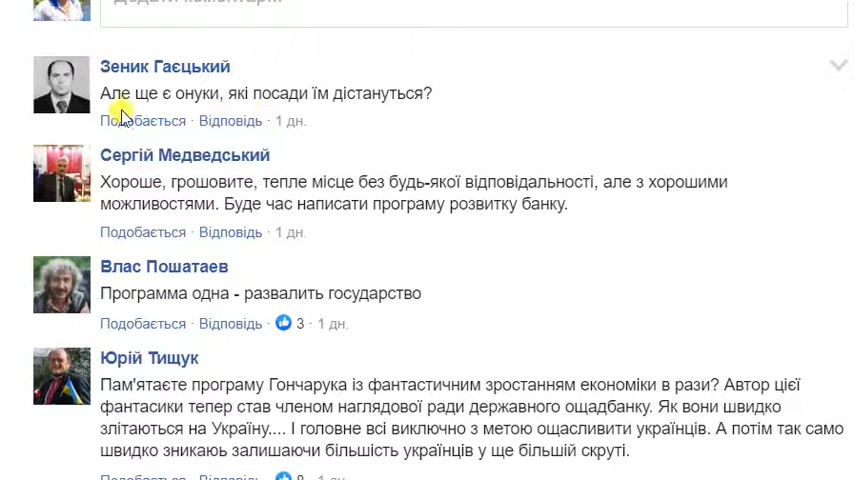 Додати коментар...
Зеник Гаєцький
Але ще є онуки, які посади їм дістануться?
Подобається · Відповідь · 1 дн.
Сергій Медведський
Хороше, грошовите, тепле місце без будь-якої відповідальності, але з хорошими
можливостями. Буде час написати програму розвитку банку.
Подобається · Відповідь · 1 дн.
Влас Пошатаев
Программа одна - развалить государство
Подобається · Відповідь · 3 · 1 дн.
Юрій Тищук
Пам'ятаєте програму Гончарука із фантастичним зростанням економіки в рази? Автор цієї
фантасики тепер став членом наглядової ради державного ощадбанку. Як вони швидко
злітаються на Україну.... І головне всі виключно з метою ощасливити українців. А потім так само
швидко зникаюь залишаючи більшість українців у ще більшій скруті.
Подобається · Відповідь · 8 · 1 дн.